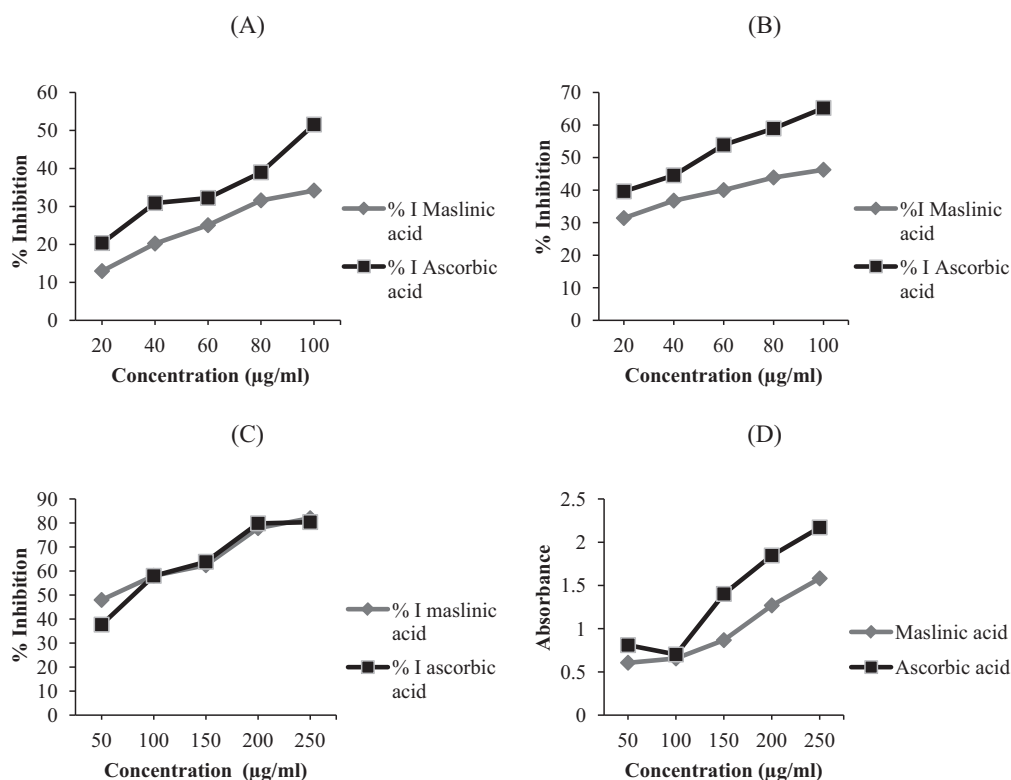 (A)
60
50
40
30
20
10
0
% Inhibition
20 40 60 80 100
Concentration (µg/ml)
% I Maslinic
acid
% I Ascorbic
acid
(B)
70
60
50
40
30
20
10
0
% Inhibition
20 40 60 80 100
Concentration (µg/ml)
%I Maslinic
acid
% I Ascorbic
acid
(C)
90
80
70
60
50
40
30
20
10
0
% Inhibition
50 100 150 200 250
Concentration (µg/ml)
% I maslinic
acid
% I ascorbic
acid
(D)
2.5
2
1.5
1
0.5
0
Absorbance
50 100 150 200 250
Concentration (µg/ml)
Maslinic acid
Ascorbic acid